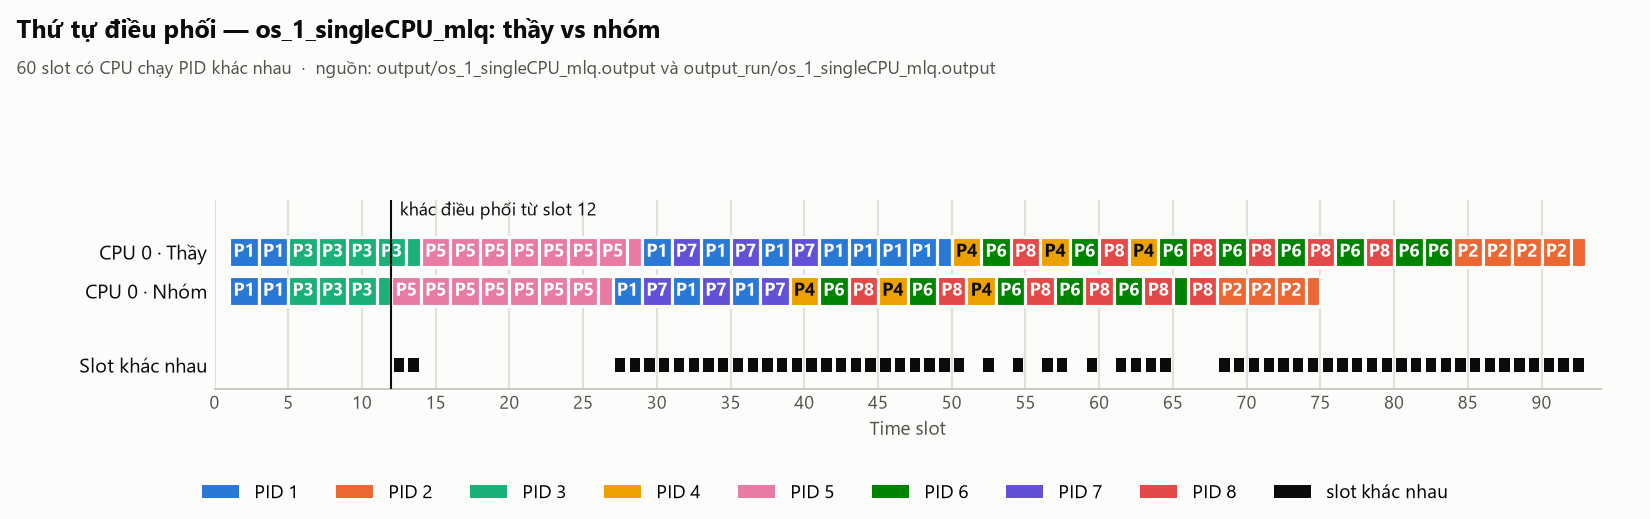 Thứ tự điều phối — os_1_singleCPU_mlq: thầy vs nhóm
60 slot có CPU chạy PID khác nhau · nguồn: output/os_1_singleCPU_mlq.output và output_run/os_1_singleCPU_mlq.output
khác điều phối từ slot 12
CPU 0 · Thầy P1 P1 P3 P3 P3 P3 P5 P5 P5 P5 P5 P5 P5 P1 P7 P1 P7 P1 P7 P1 P1 P1 P1 P4 P6 P8 P4 P6 P8 P4 P6 P8 P6 P8 P6 P8 P6 P8 P6 P6 P2 P2 P2 P2
CPU 0 · Nhóm P1 P1 P3 P3 P3 P5 P5 P5 P5 P5 P5 P5 P1 P7 P1 P7 P1 P7 P4 P6 P8 P4 P6 P8 P4 P6 P8 P6 P8 P6 P8 P8 P2 P2 P2
Slot khác nhau
0 5 10 15 20 25 30 35 40 45 50 55 60 65 70 75 80 85 90
Time slot
PID 1 PID 2 PID 3 PID 4 PID 5 PID 6 PID 7 PID 8 slot khác nhau